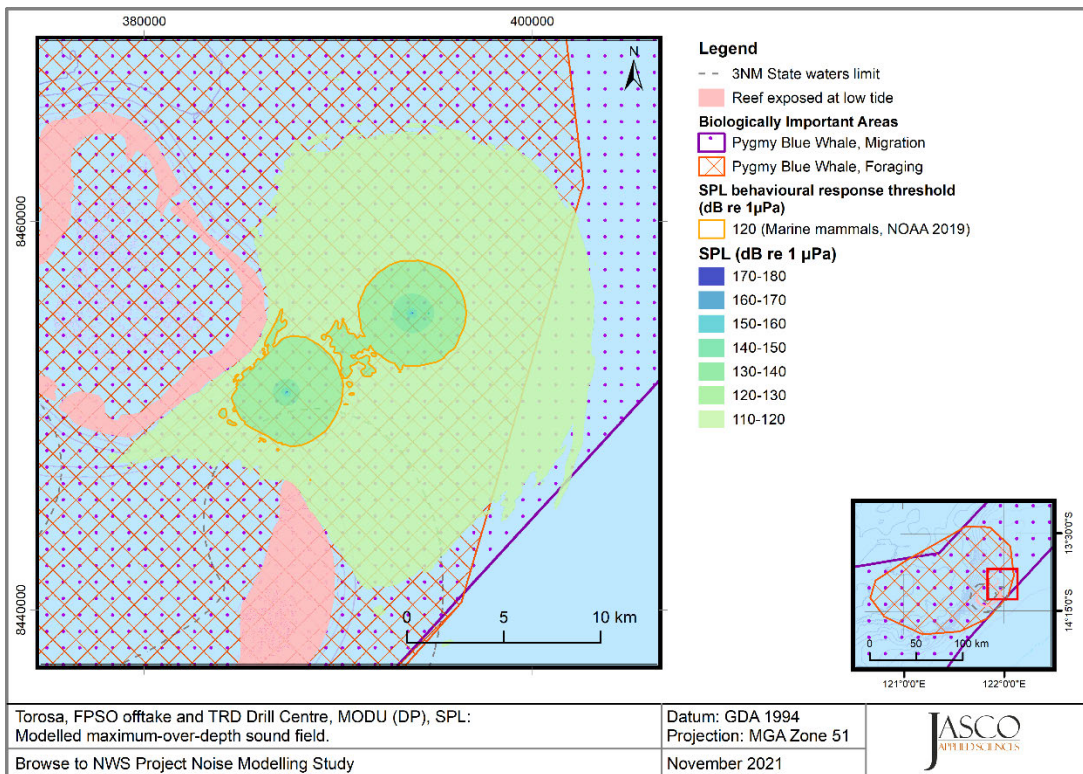 380000
400000
8460000
8440000
N
0
5
10 km
Legend
3NM State waters limit
Reef exposed at low tide
Biologically Important Areas
Pygmy Blue Whale, Migration
Pygmy Blue Whale, Foraging
SPL behavioural response threshold
(dB re 1µPa)
120 (Marine mammals, NOAA 2019)
SPL (dB re 1 µPa)
170-180
160-170
150-160
140-150
130-140
120-130
110-120
13°30'S
14°15'S
0 50 100 km
121°0'0"E
122°0'0"E
Torosa, FPSO offtake and TRD Drill Centre, MODU (DP), SPL:
Modelled maximum-over-depth sound field.
Browse to NWS Project Noise Modelling Study
Datum: GDA 1994
Projection: MGA Zone 51
November 2021
JASCO
APPLIED SCIENCES